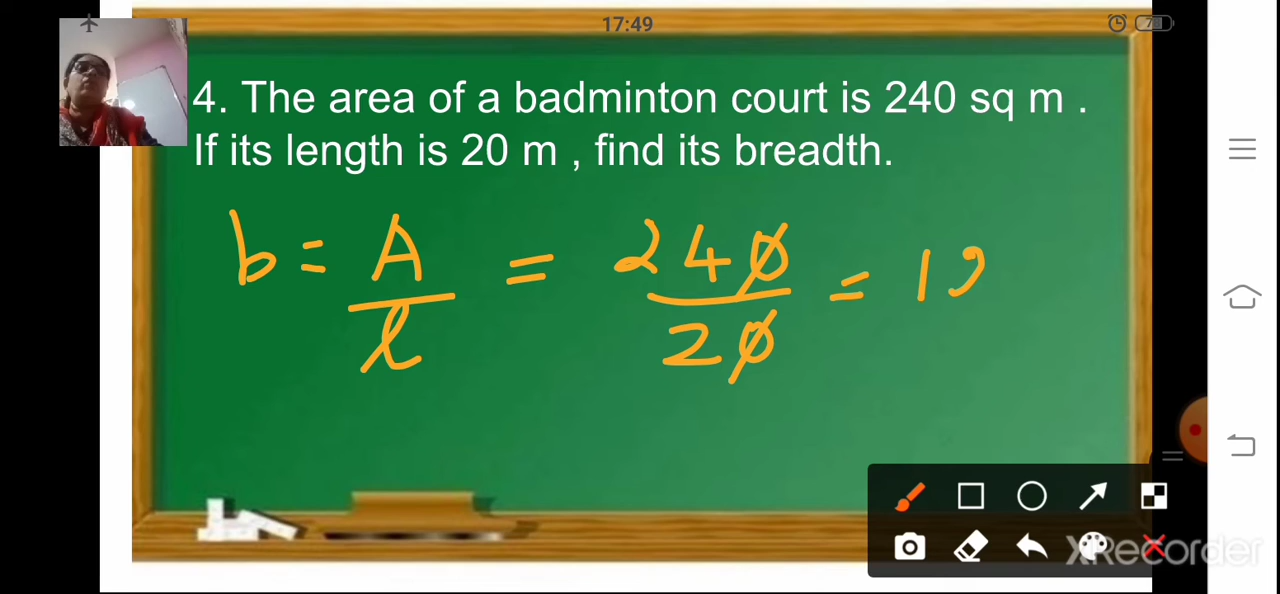 17:49
4. The area of a badminton court is 240 sq m .
If its length is 20 m , find its breadth.
b = A/l = 240/20 = 1
XRecorder